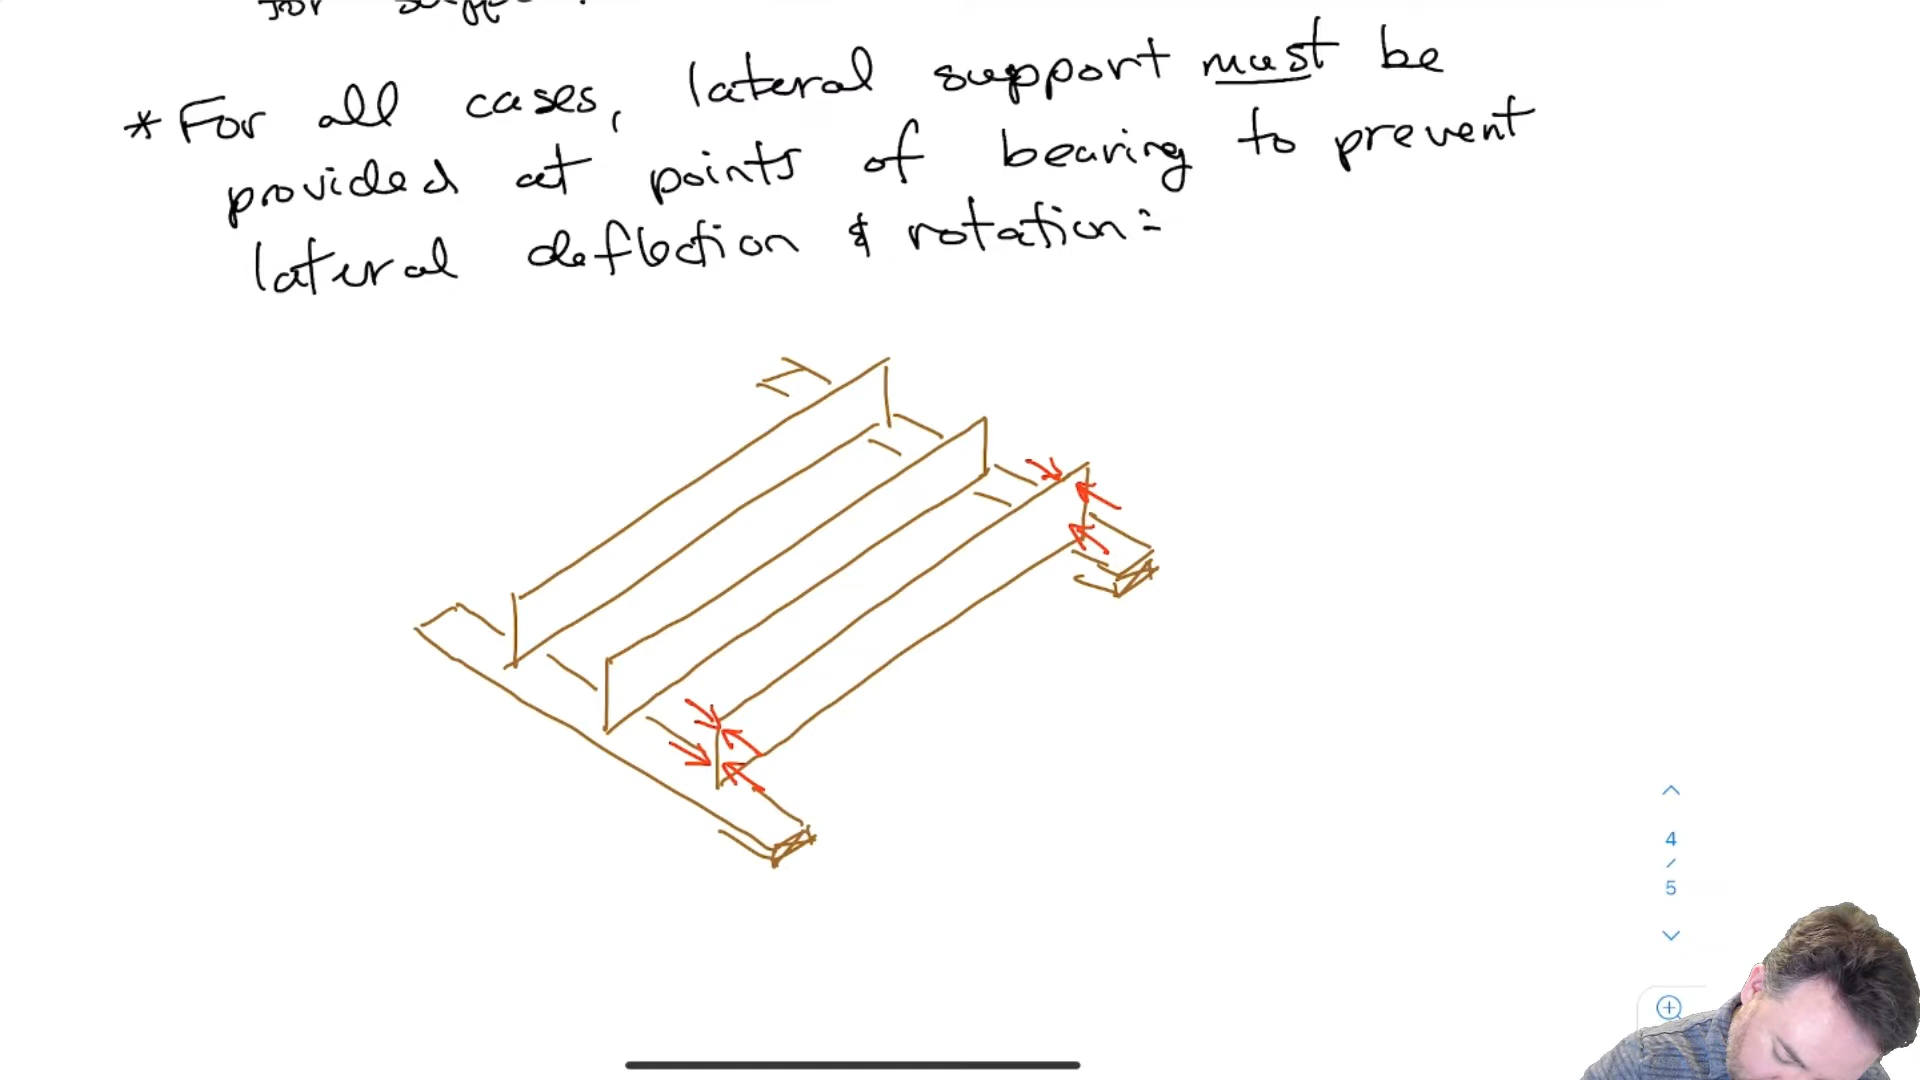 for
* For all cases, lateral support must be
provided at points of bearing to prevent
lateral deflection & rotation:
4
/
5